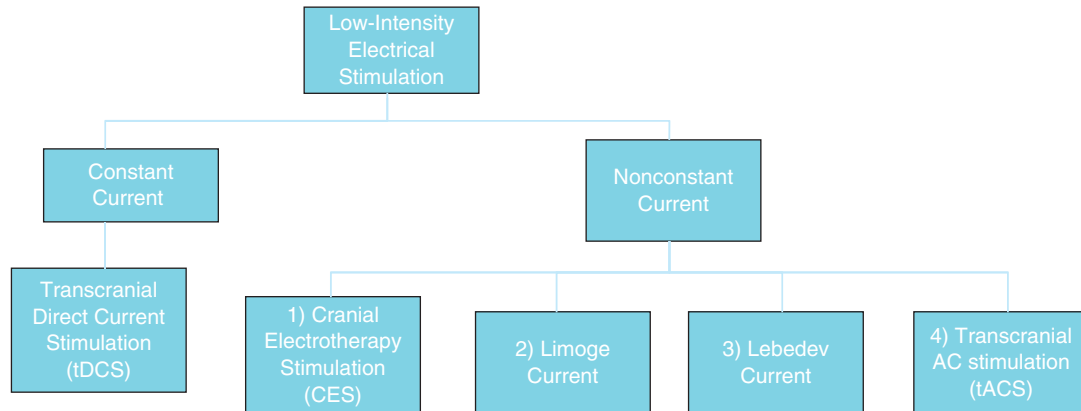 Low-Intensity
Electrical
Stimulation
Constant
Current
Nonconstant
Current
Transcranial
Direct Current
Stimulation
(tDCS)
1) Cranial
Electrotherapy
Stimulation
(CES)
2) Limoge
Current
3) Lebedev
Current
4) Transcranial
AC stimulation
(tACS)